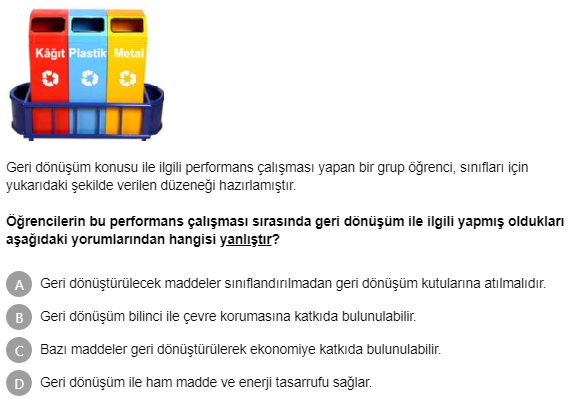 Kâğıt Plastik Metal
Geri dönüşüm konusu ile ilgili performans çalışması yapan bir grup öğrenci, sınıfları için
yukarıdaki şekilde verilen düzeneği hazırlamıştır.
Öğrencilerin bu performans çalışması sırasında geri dönüşüm ile ilgili yapmış oldukları
aşağıdaki yorumlarından hangisi yanlıştır?
A Geri dönüştürülecek maddeler sınıflandırılmadan geri dönüşüm kutularına atılmalıdır.
B Geri dönüşüm bilinci ile çevre korumasına katkıda bulunulabilir.
C Bazı maddeler geri dönüştürülerek ekonomiye katkıda bulunulabilir.
D Geri dönüşüm ile ham madde ve enerji tasarrufu sağlar.